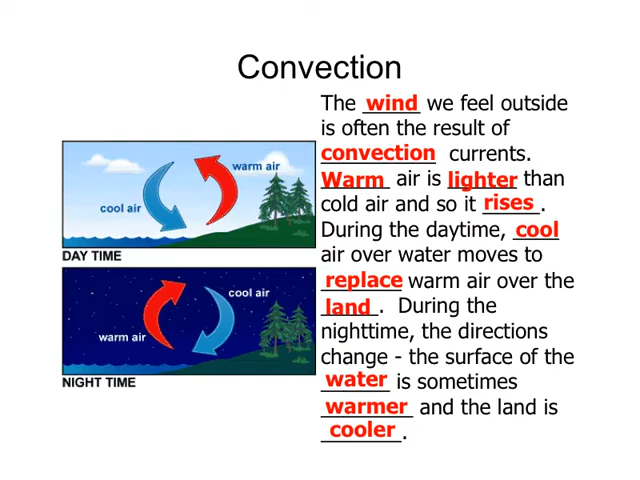 Convection
The wind we feel outside
is often the result of
convection currents.
Warm air is lighter than
cold air and so it rises.
During the daytime, cool
air over water moves to
replace warm air over the
land. During the
nighttime, the directions
change - the surface of the
water is sometimes
warmer and the land is
cooler.
warm air
cool air
DAY TIME
cool air
warm air
NIGHT TIME